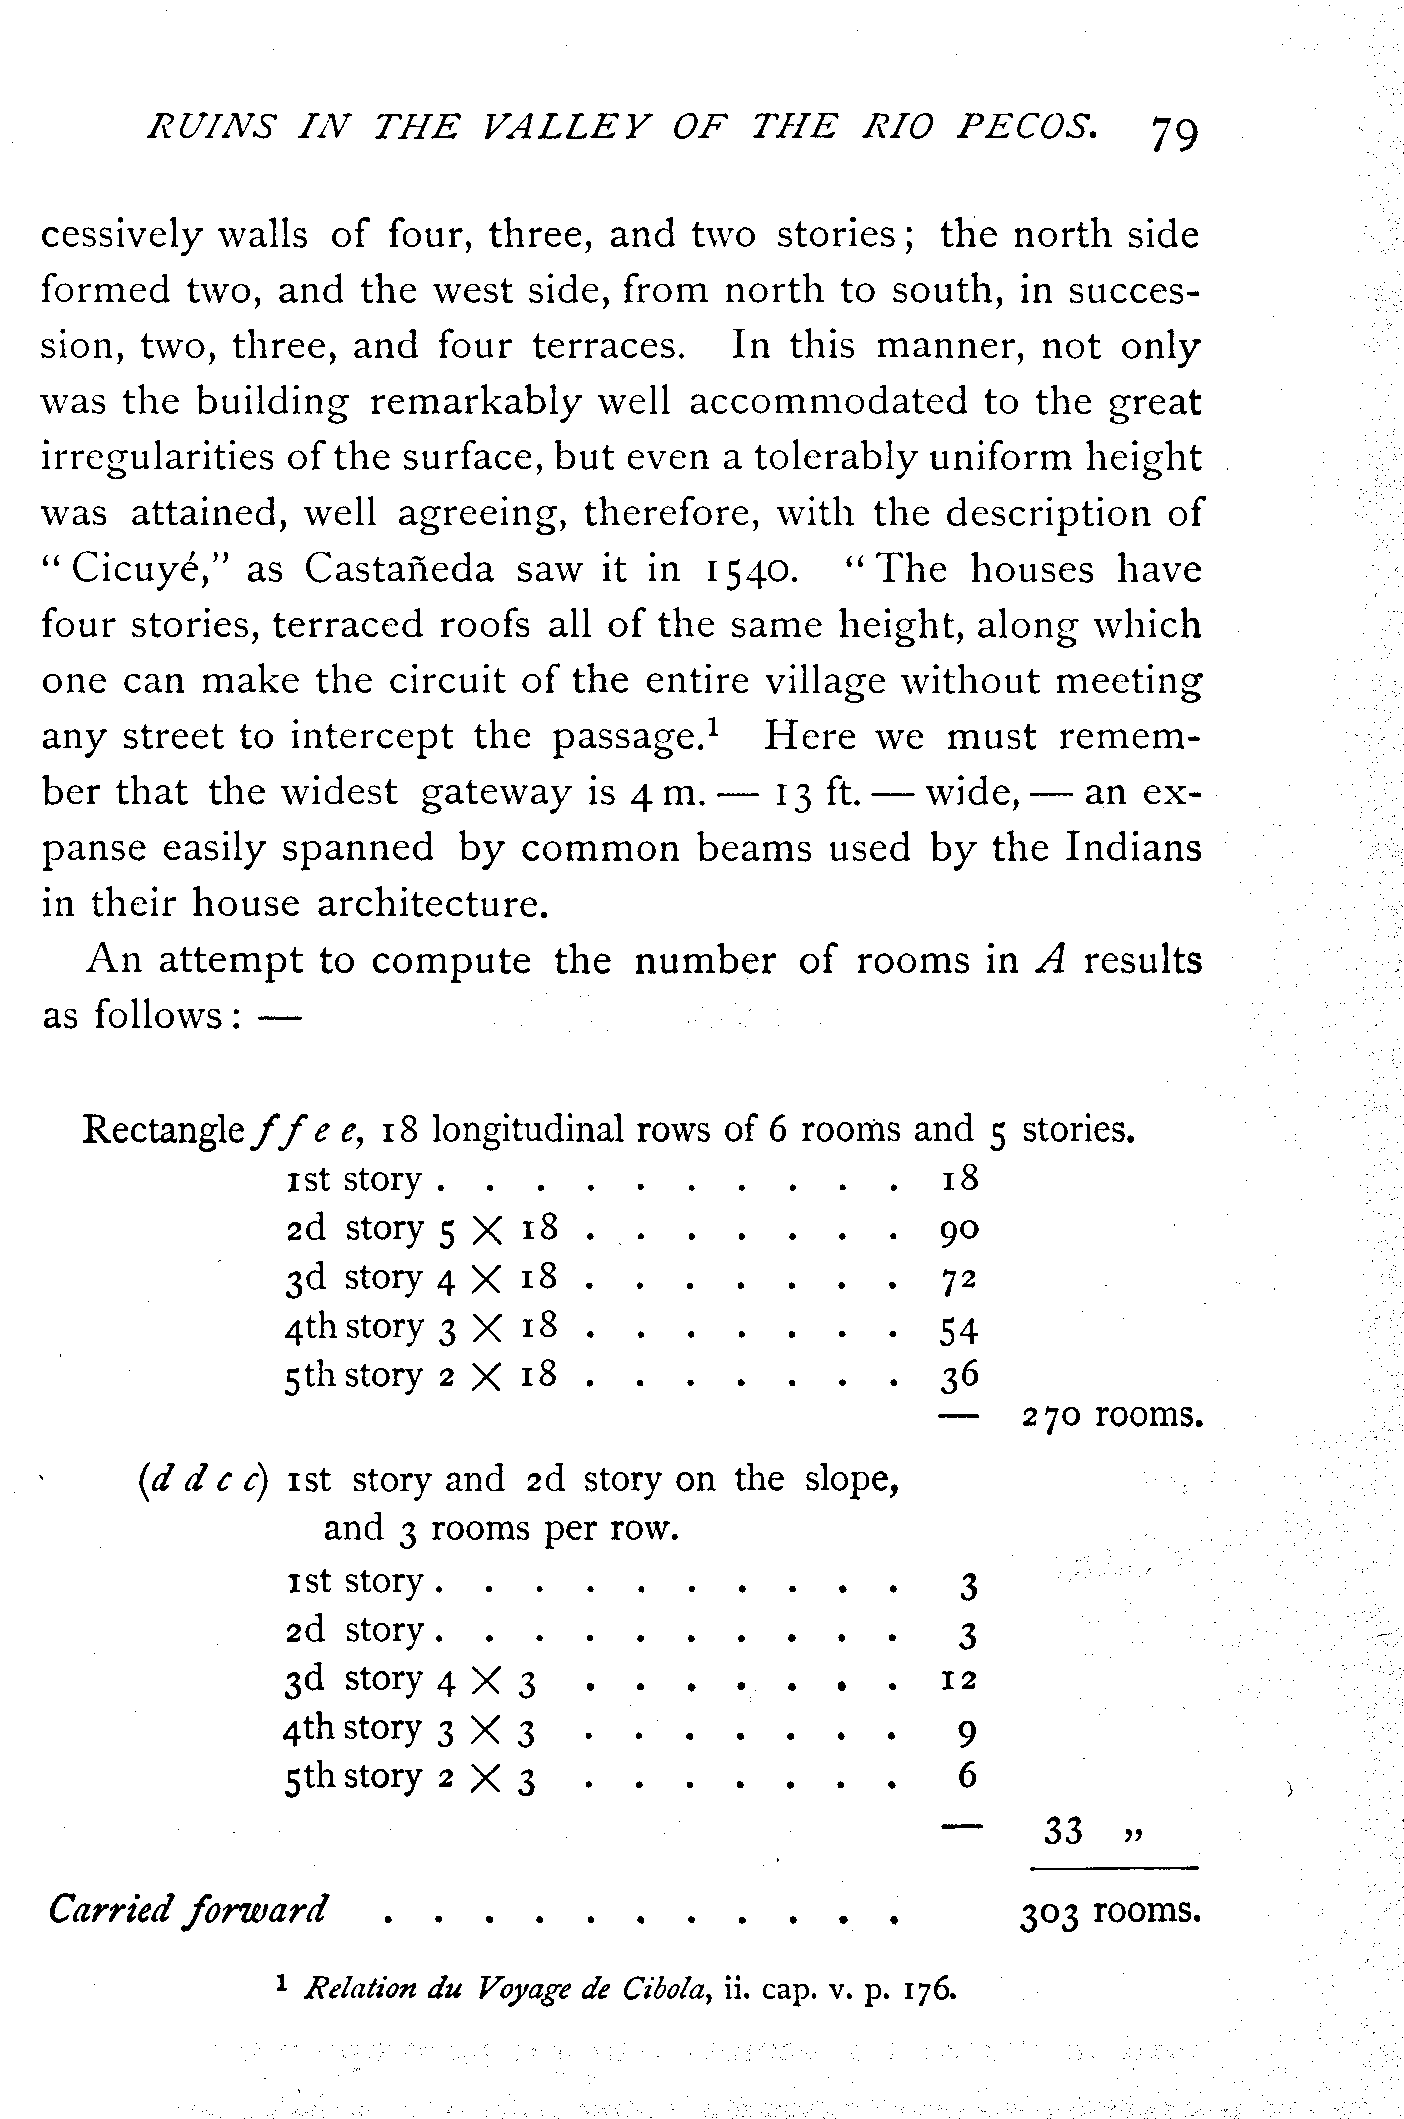 RUINS IN THE VALLEY OF THE RIO PECOS. 79
cessively walls of four, three, and two stories; the north side
formed two, and the west side, from north to south, in succes-
sion, two, three, and four terraces. In this manner, not only
was the building remarkably well accommodated to the great
irregularities of the surface, but even a tolerably uniform height
was attained, well agreeing, therefore, with the description of
“Cicuyé,” as Castañeda saw it in 1540. “The houses have
four stories, terraced roofs all of the same height, along which
one can make the circuit of the entire village without meeting
any street to intercept the passage.¹ Here we must remem-
ber that the widest gateway is 4 m. — 13 ft. — wide, — an ex-
panse easily spanned by common beams used by the Indians
in their house architecture.
An attempt to compute the number of rooms in A results
as follows: —
Rectangle f f e e, 18 longitudinal rows of 6 rooms and 5 stories.
1st story . . . . . . . . . . 18
2d story 5 × 18 . . . . . . . 90
3d story 4 × 18 . . . . . . . 72
4th story 3 × 18 . . . . . . . 54
5th story 2 × 18 . . . . . . . 36
— 270 rooms.
(d d c c) 1st story and 2d story on the slope,
and 3 rooms per row.
1st story . . . . . . . . . . 3
2d story . . . . . . . . . . 3
3d story 4 × 3 . . . . . . . 12
4th story 3 × 3 . . . . . . . 9
5th story 2 × 3 . . . . . . . 6
— 33 „
Carried forward . . . . . . . . . . . 303 rooms.
¹ Relation du Voyage de Cibola, ii. cap. v. p. 176.